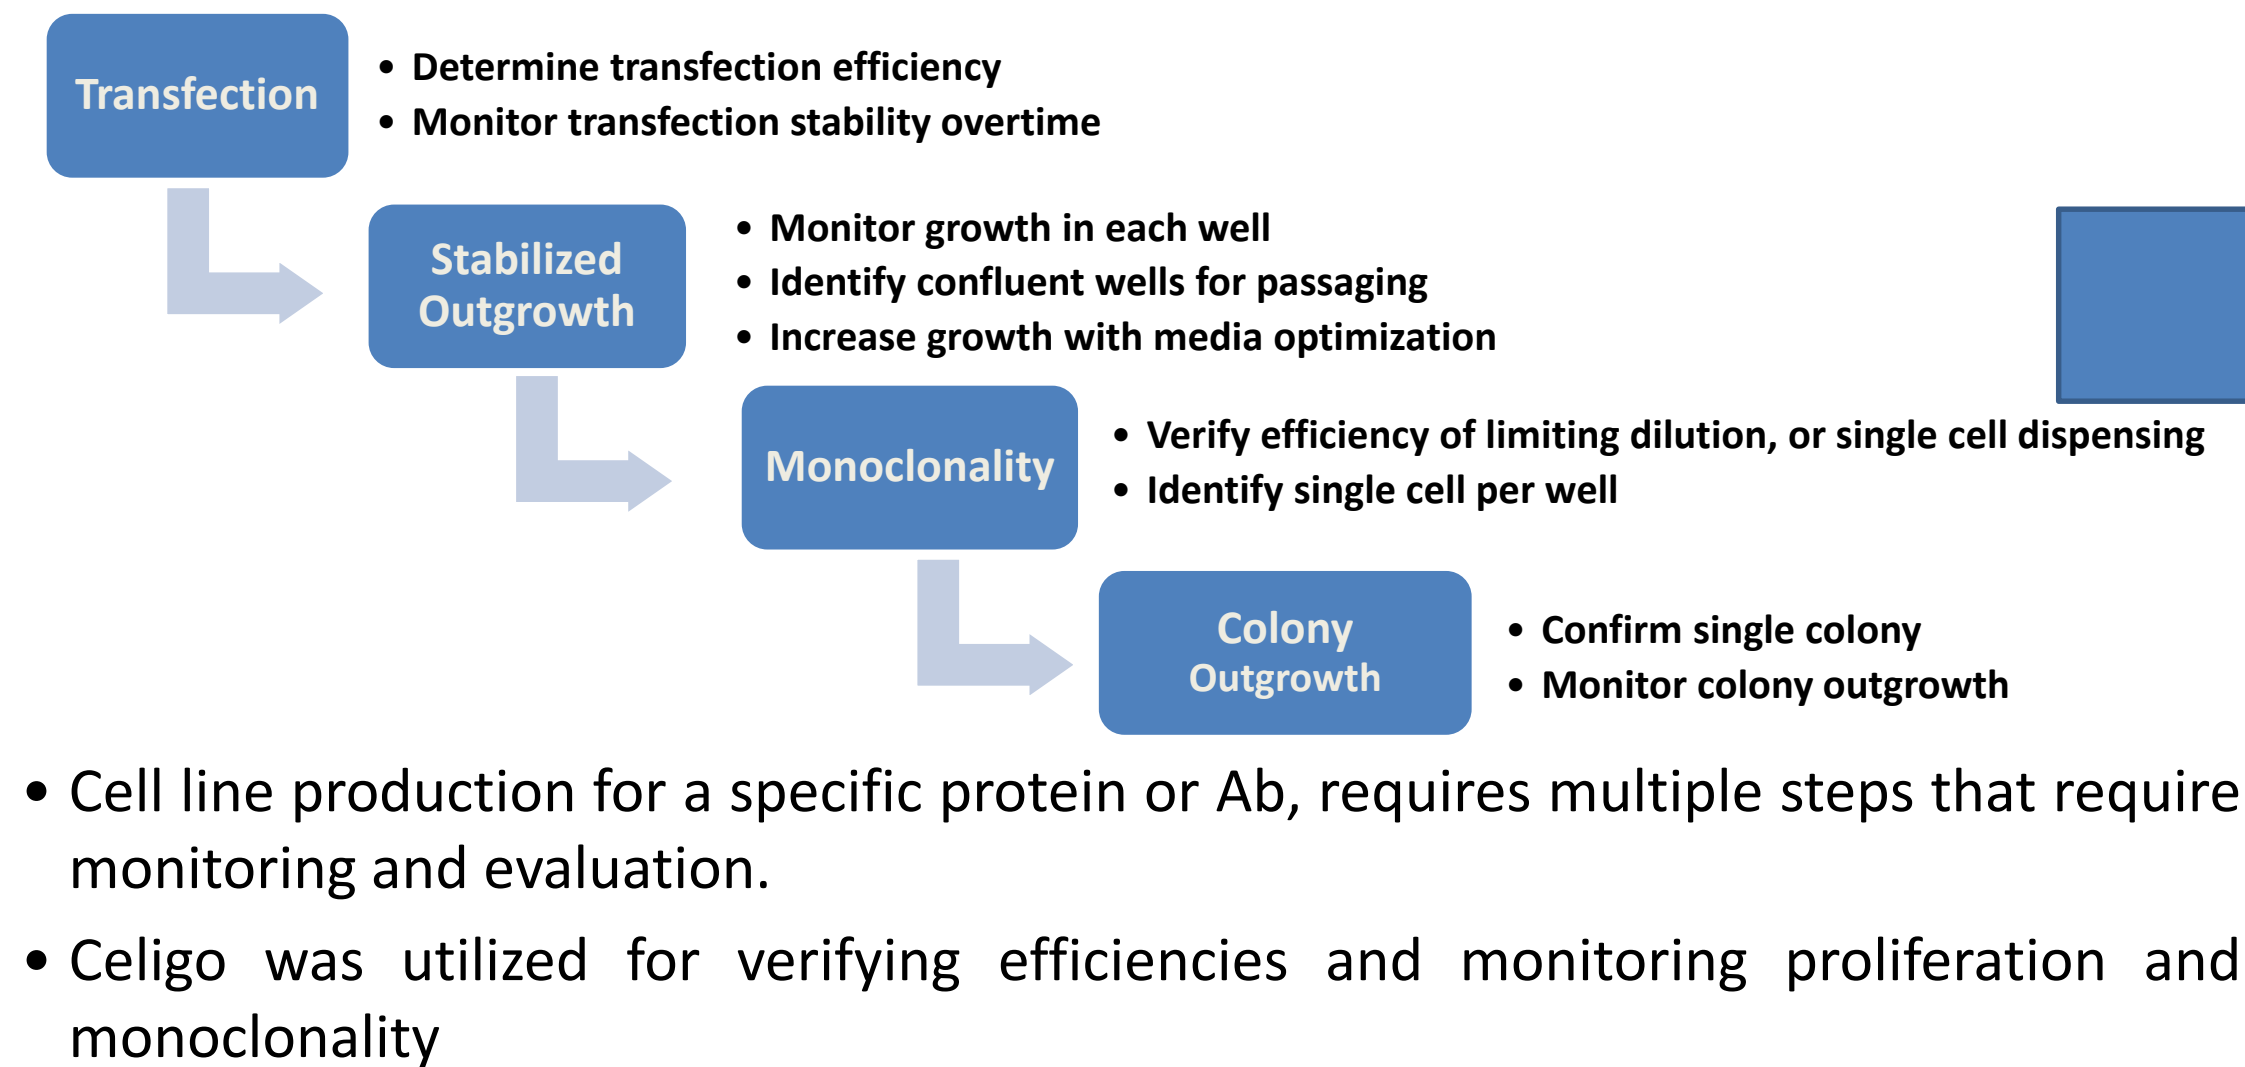 Transfection
• Determine transfection efficiency
• Monitor transfection stability overtime
Stabilized
Outgrowth
• Monitor growth in each well
• Identify confluent wells for passaging
• Increase growth with media optimization
Monoclonality
• Verify efficiency of limiting dilution, or single cell dispensing
• Identify single cell per well
Colony
Outgrowth
• Confirm single colony
• Monitor colony outgrowth
• Cell line production for a specific protein or Ab, requires multiple steps that require
monitoring and evaluation.
• Celigo was utilized for verifying efficiencies and monitoring proliferation and
monoclonality